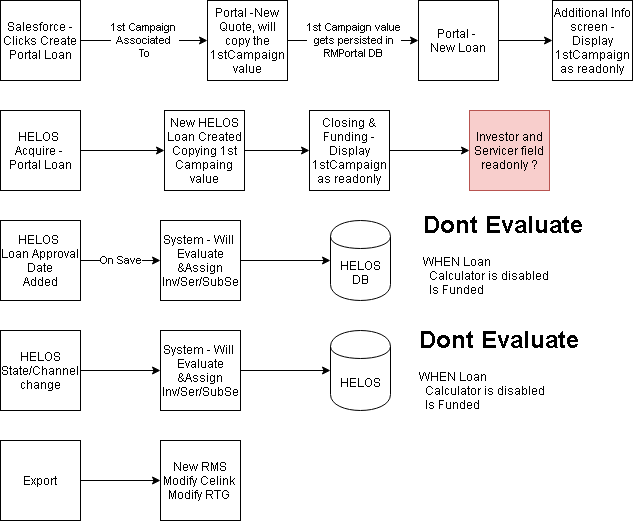 Salesforce -
Clicks Create
Portal Loan
1st Campaign
Associated
To
Portal -New
Quote, will
copy the
1stCampaign
value
1st Campaign value
gets persisted in
RMPortal DB
Portal -
New Loan
Additional Info
screen -
Display
1stCampaign
as readonly
HELOS
Acquire -
Portal Loan
New HELOS
Loan Created
Copying 1st
Campaing
value
Closing &
Funding -
Display
1stCampaign
as readonly
Investor and
Servicer field
readonly ?
HELOS
Loan Approval
Date
Added
On Save
System - Will
Evaluate
&Assign
Inv/Ser/SubSe
HELOS
DB
Dont Evaluate
WHEN Loan
Calculator is disabled
Is Funded
HELOS
State/Channel
change
System - Will
Evaluate
&Assign
Inv/Ser/SubSe
HELOS
Dont Evaluate
WHEN Loan
Calculator is disabled
Is Funded
Export
New RMS
Modify Celink
Modify RTG